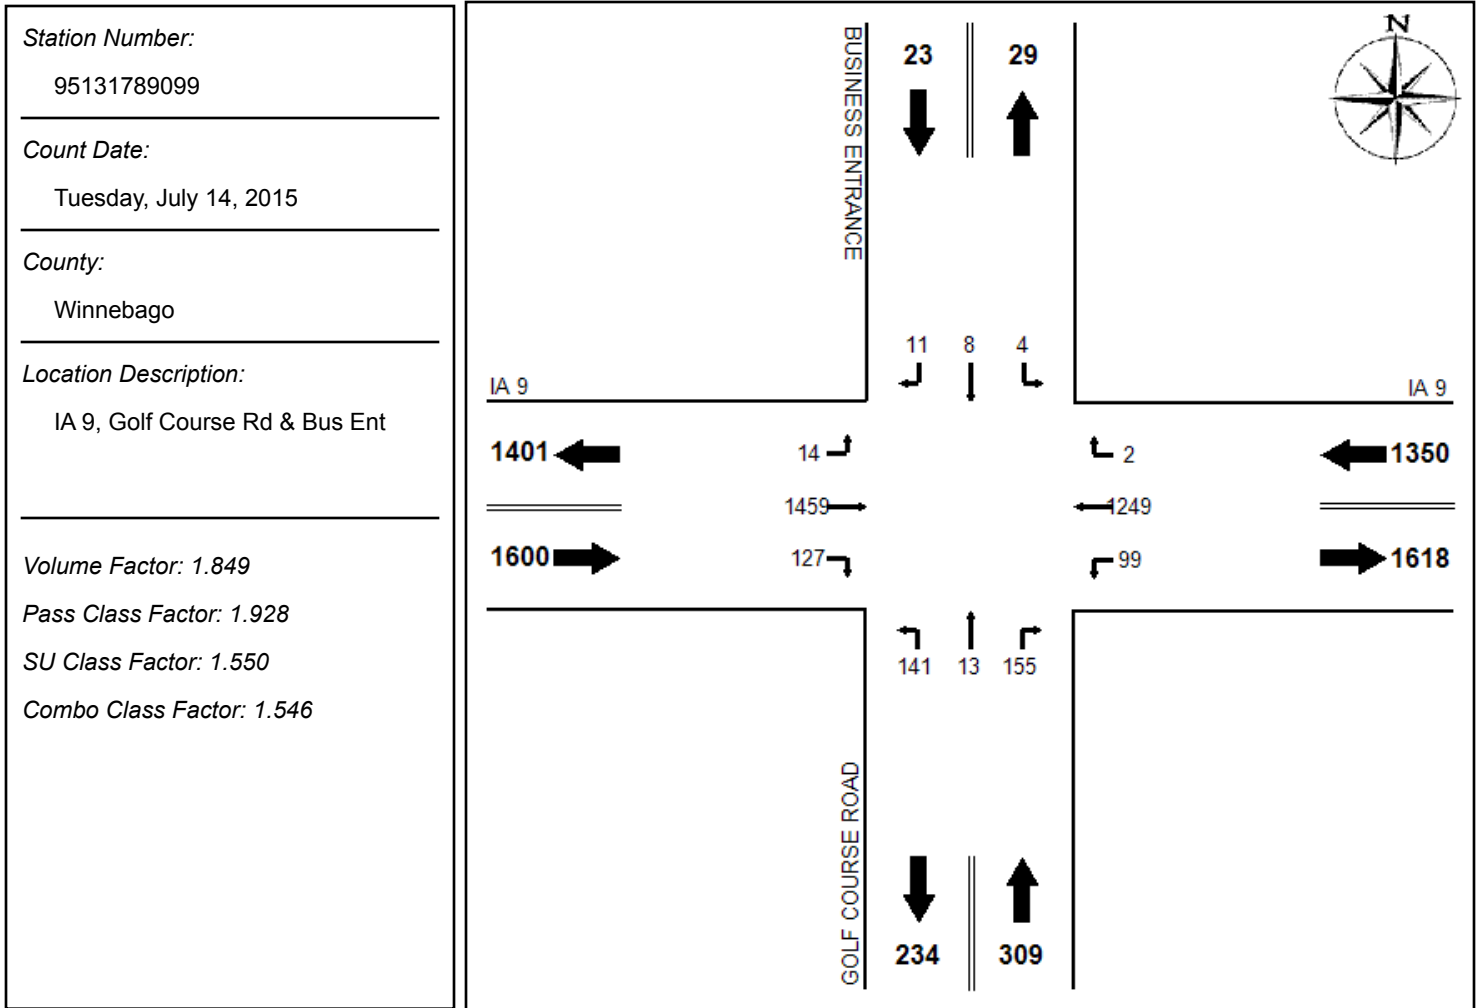 Station Number:
95131789099
Count Date:
Tuesday, July 14, 2015
County:
Winnebago
Location Description:
IA 9, Golf Course Rd & Bus Ent
Volume Factor: 1.849
Pass Class Factor: 1.928
SU Class Factor: 1.550
Combo Class Factor: 1.546
N
BUSINESS ENTRANCE
23 29
11 8 4
IA 9 IA 9
1401 14 2 1350
1459 1249
1600 127 99 1618
141 13 155
GOLF COURSE ROAD
234 309